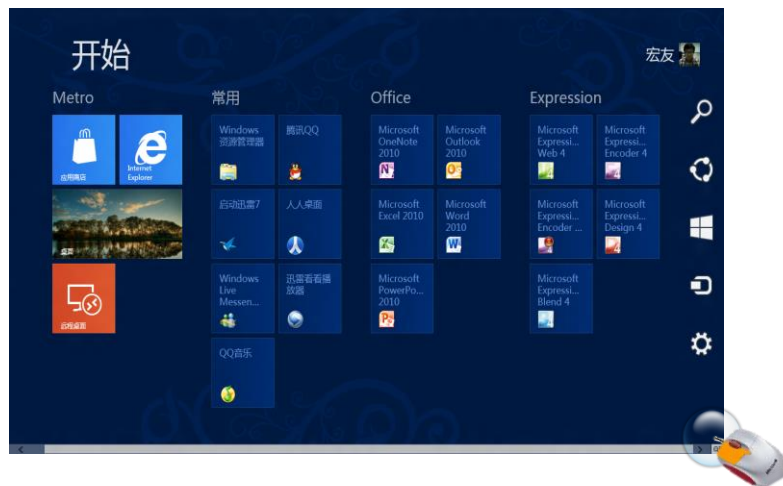 开始
宏友
Metro
应用商店
Internet
Explorer
桌面
远程桌面
常用
Windows
资源管理器
腾讯QQ
启动迅雷7
人人桌面
Windows
Live
Messen...
迅雷看看播
放器
QQ音乐
Office
Microsoft
OneNote
2010
Microsoft
Outlook
2010
Microsoft
Excel 2010
Microsoft
Word
2010
Microsoft
PowerPo...
2010
Expression
Microsoft
Expressi...
Web 4
Microsoft
Expressi...
Encoder 4
Microsoft
Expressi...
Encoder ...
Microsoft
Expressi...
Design 4
Microsoft
Expressi...
Blend 4